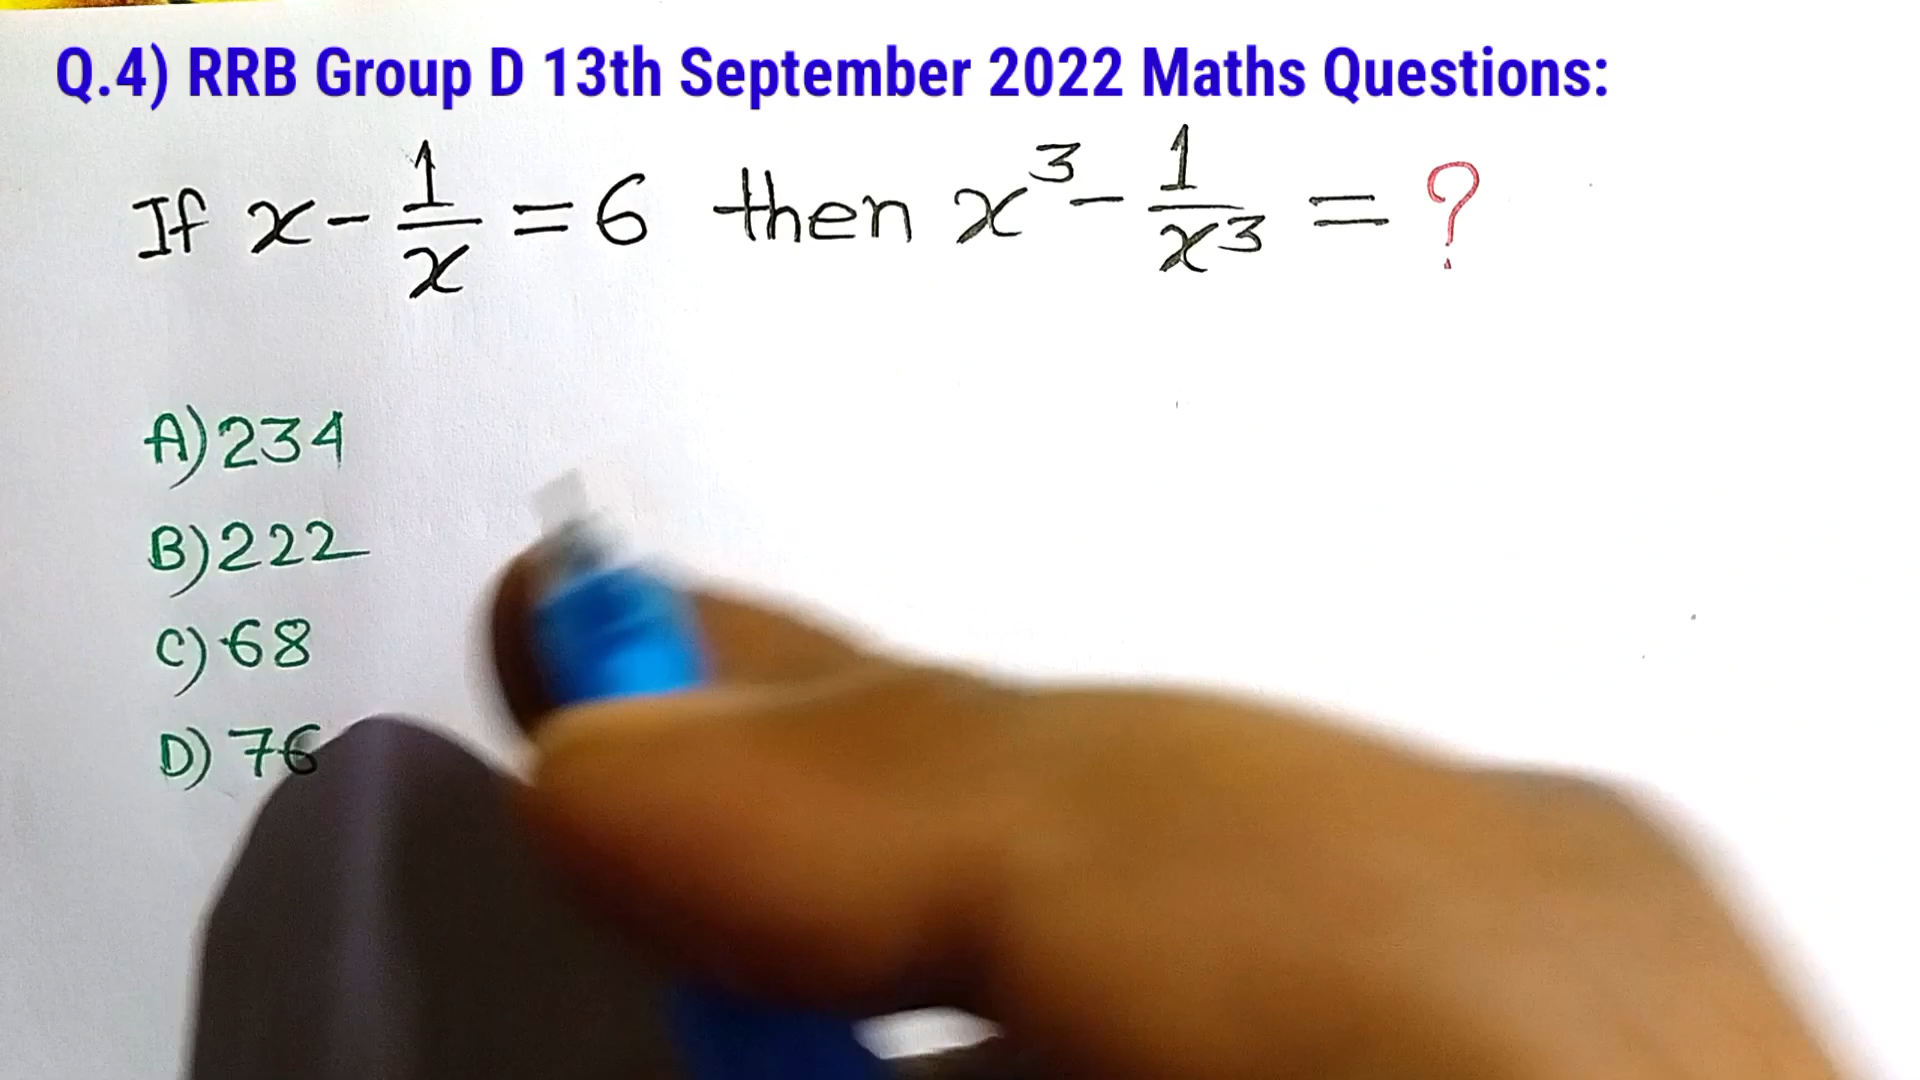 Q.4) RRB Group D 13th September 2022 Maths Questions:
If x - 1/x = 6 then x³ - 1/x³ = ?
A) 234
B) 222
C) 68
D) 76